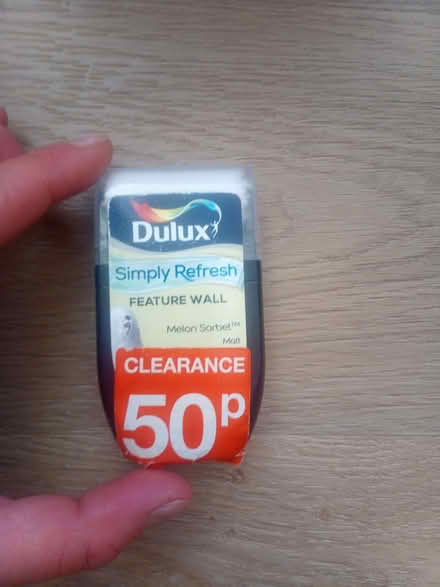 Dulux
Simply Refresh
FEATURE WALL
Melon Sorbet™
Matt
CLEARANCE
50p